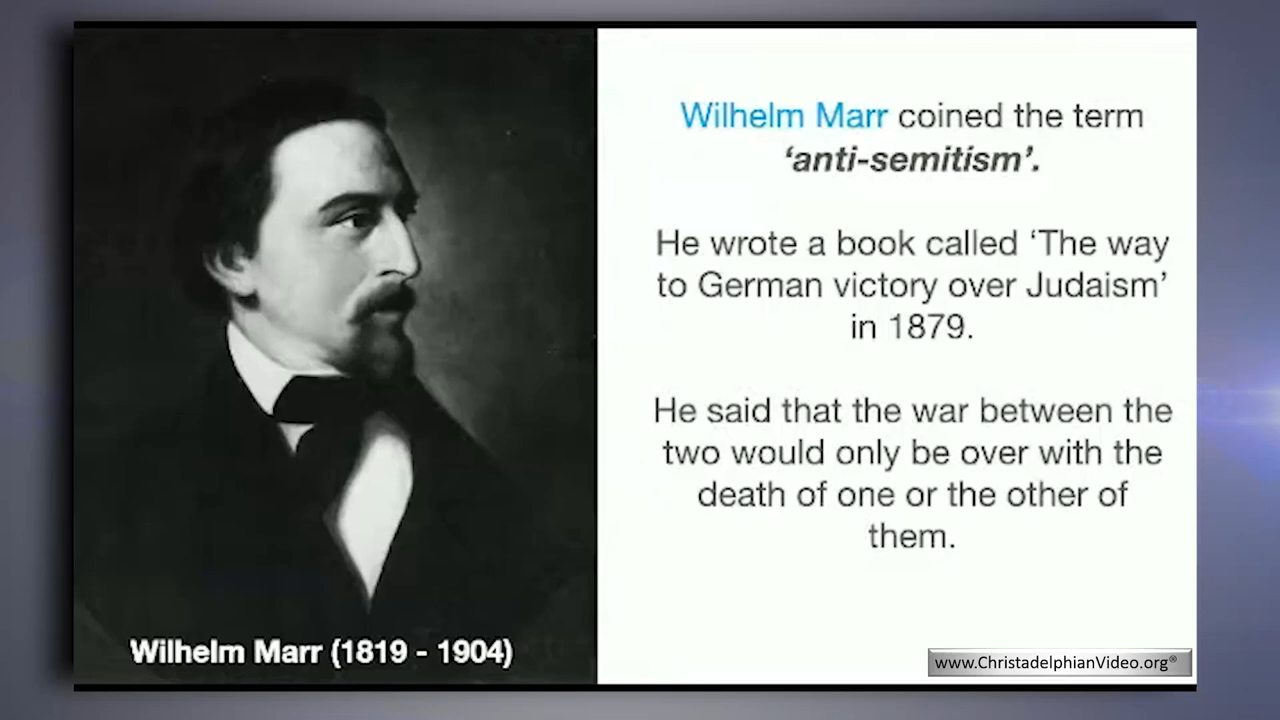 Wilhelm Marr coined the term
‘anti-semitism’.
He wrote a book called ‘The way
to German victory over Judaism’
in 1879.
He said that the war between the
two would only be over with the
death of one or the other of
them.
Wilhelm Marr (1819 - 1904)
www.ChristadelphianVideo.org®